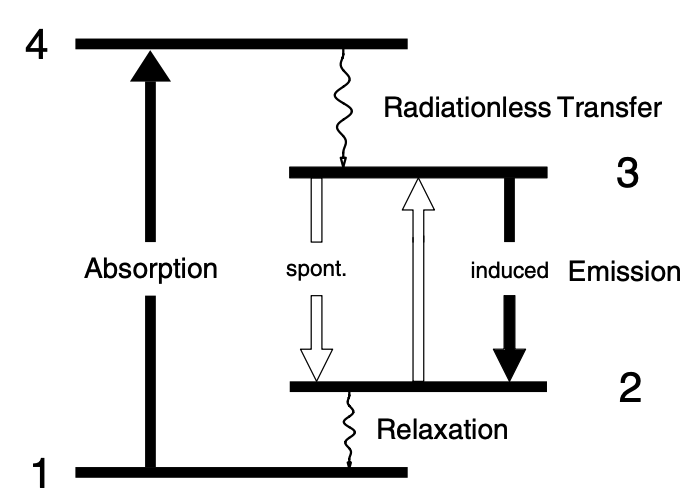 4
Radiationless Transfer
3
Absorption
spont.
induced
Emission
2
Relaxation
1